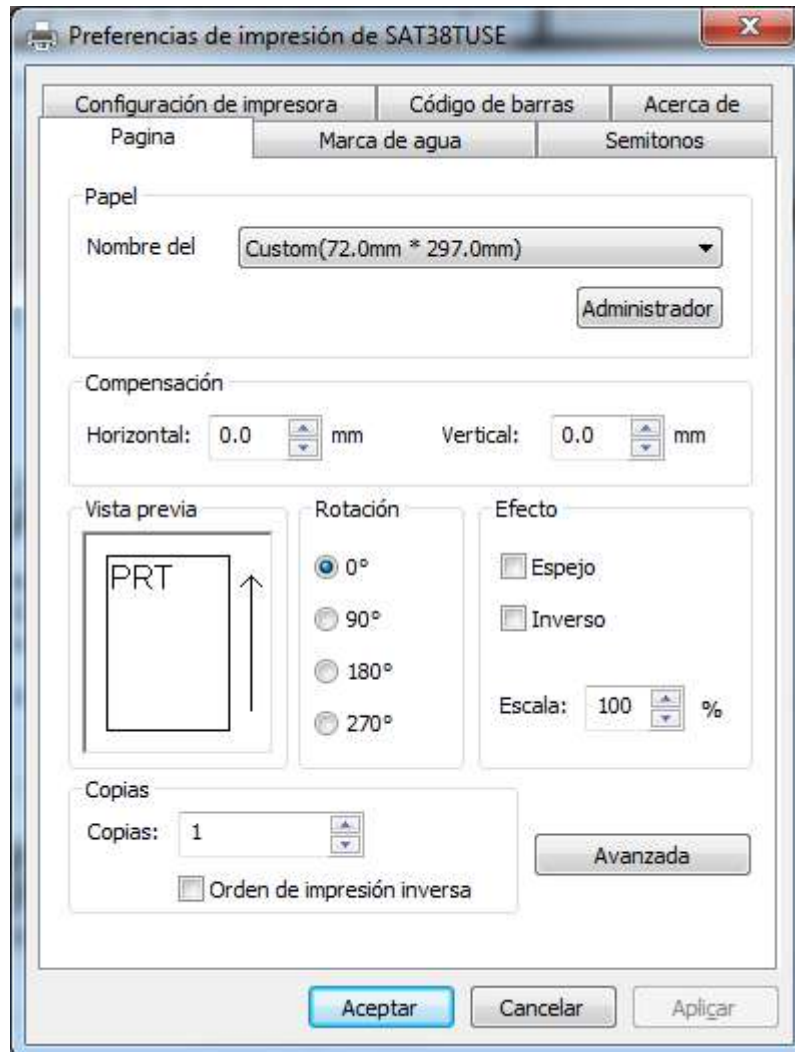 Preferencias de impresión de SAT38TUSE
Configuración de impresora Código de barras Acerca de
Pagina Marca de agua Semitonos
Papel
Nombre del Custom(72.0mm * 297.0mm)
Administrador
Compensación
Horizontal: 0.0 mm Vertical: 0.0 mm
Vista previa Rotación Efecto
PRT
0° Espejo
90° Inverso
180°
270° Escala: 100 %
Copias
Copias: 1
Avanzada
Orden de impresión inversa
Aceptar Cancelar Aplicar